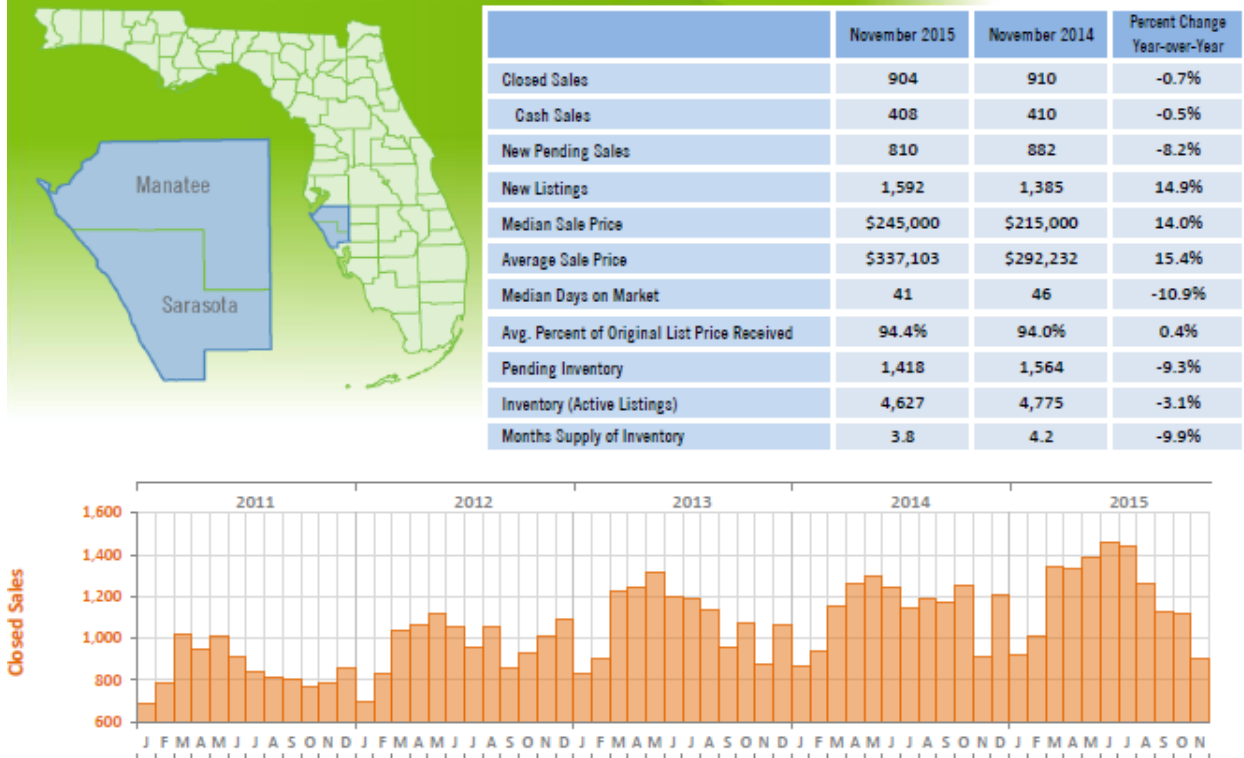 Manatee
Sarasota
November 2015 November 2014 Percent Change
Year-over-Year
Closed Sales 904 910 -0.7%
Cash Sales 408 410 -0.5%
New Pending Sales 810 882 -8.2%
New Listings 1,592 1,385 14.9%
Median Sale Price $245,000 $215,000 14.0%
Average Sale Price $337,103 $292,232 15.4%
Median Days on Market 41 46 -10.9%
Avg. Percent of Original List Price Received 94.4% 94.0% 0.4%
Pending Inventory 1,418 1,564 -9.3%
Inventory (Active Listings) 4,627 4,775 -3.1%
Months Supply of Inventory 3.8 4.2 -9.9%
2011 2012 2013 2014 2015
Closed Sales
1,600
1,400
1,200
1,000
800
600
J F M A M J J A S O N D J F M A M J J A S O N D J F M A M J J A S O N D J F M A M J J A S O N D J F M A M J J A S O N